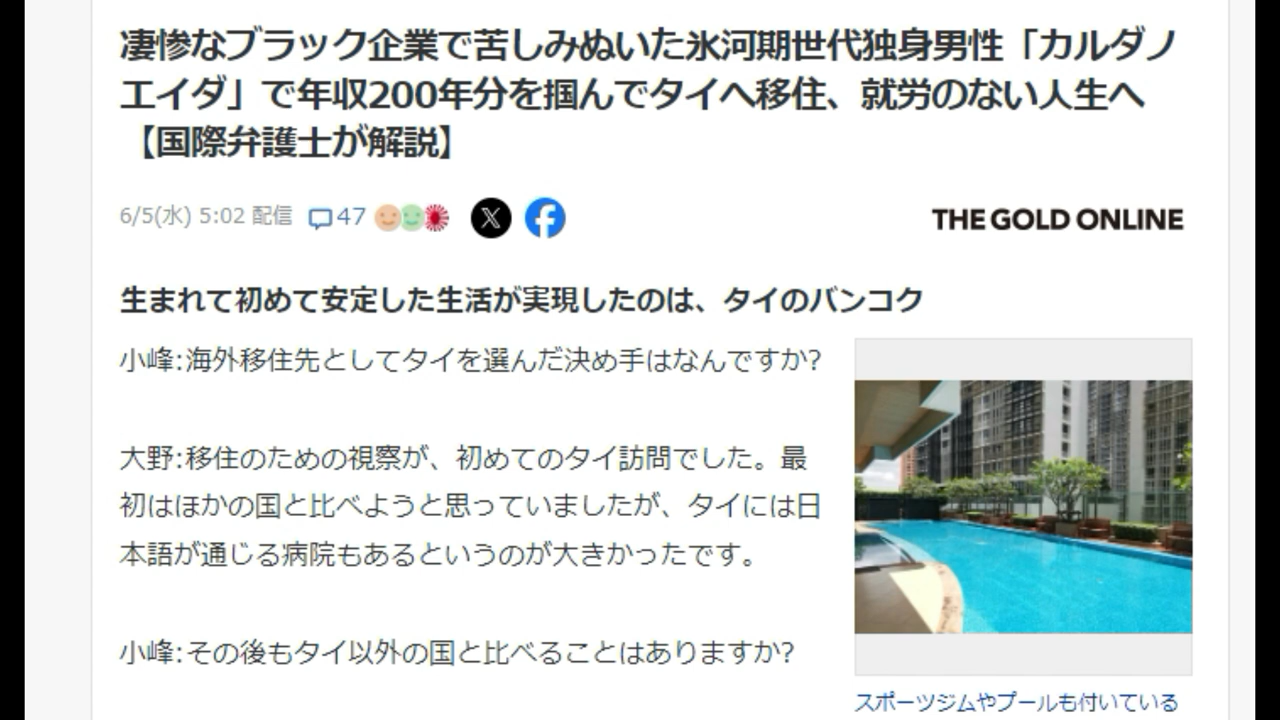 凄惨なブラック企業で苦しみぬいた氷河期世代独身男性「カルダノ
エイダ」で年収200年分を掴んでタイへ移住、就労のない人生へ
【国際弁護士が解説】
6/5(水) 5:02 配信 47
THE GOLD ONLINE
生まれて初めて安定した生活が実現したのは、タイのバンコク
小峰:海外移住先としてタイを選んだ決め手はなんですか?
大野:移住のための視察が、初めてのタイ訪問でした。最
初はほかの国と比べようと思っていましたが、タイには日
本語が通じる病院もあるというのが大きかったです。
小峰:その後もタイ以外の国と比べることはありますか?
スポーツジムやプールも付いている